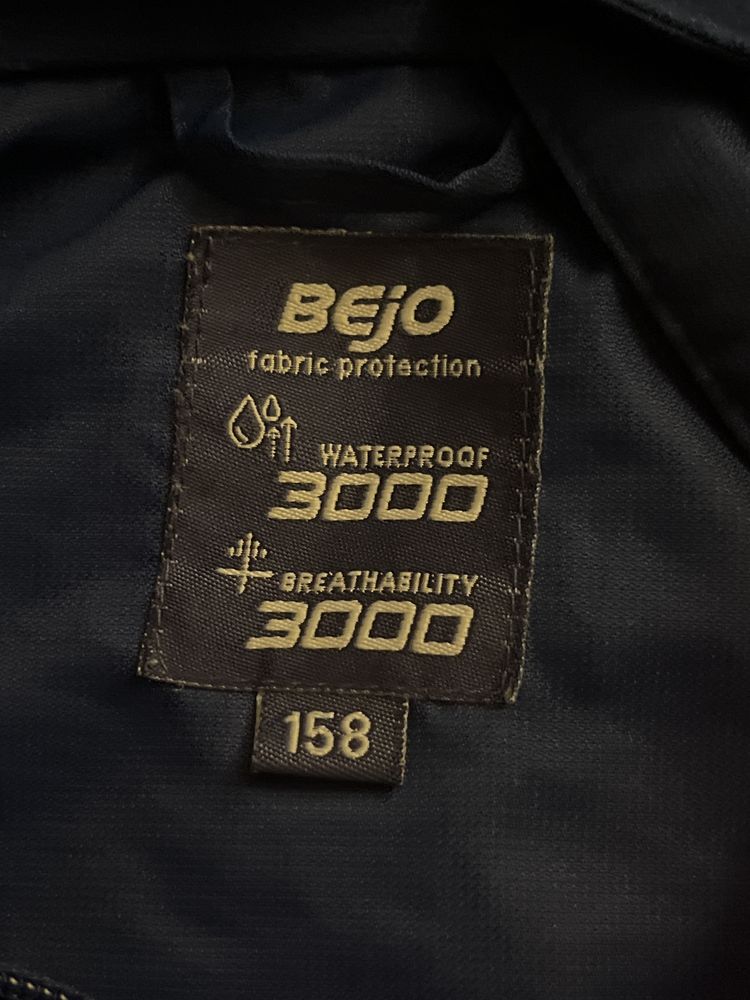 BEjO
fabric protection
WATERPROOF
3000
BREATHABILITY
3000
158